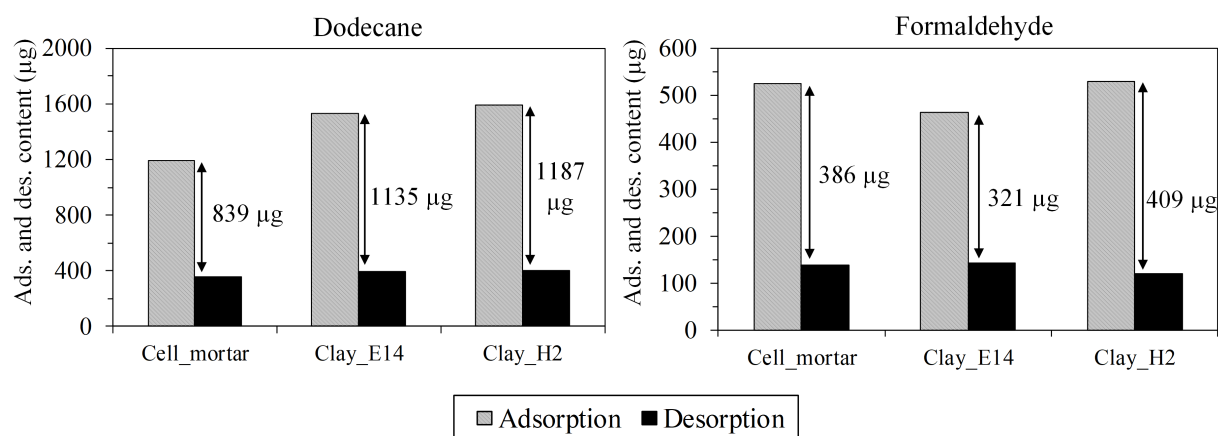 Dodecane
Ads. and des. content (µg)
2000
1600
1200
800
400
0
839 µg
1135 µg
1187
µg
Cell_mortar
Clay_E14
Clay_H2
Formaldehyde
Ads. and des. content (µg)
600
500
400
300
200
100
0
386 µg
321 µg
409 µg
Cell_mortar
Clay_E14
Clay_H2
Adsorption
Desorption